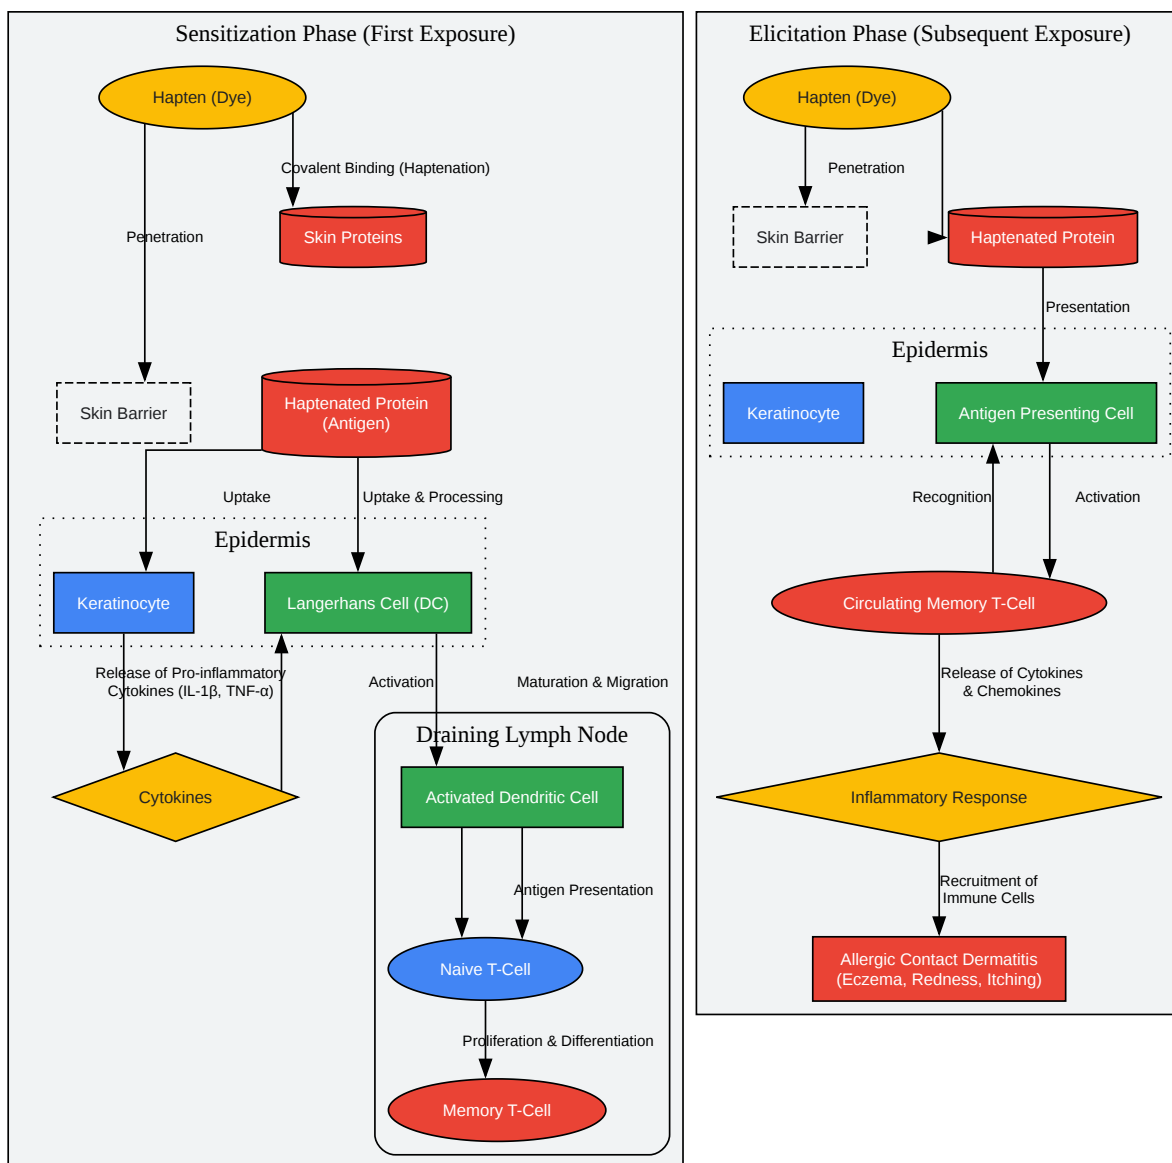 Sensitization Phase (First Exposure)
Hapten (Dye)
Covalent Binding (Haptenation)
Skin Proteins
Penetration
Skin Barrier
Haptenated Protein
(Antigen)
Uptake
Uptake & Processing
Epidermis
Keratinocyte
Langerhans Cell (DC)
Release of Pro-inflammatory
Cytokines (IL-1β, TNF-α)
Activation
Maturation & Migration
Cytokines
Draining Lymph Node
Activated Dendritic Cell
Antigen Presentation
Naive T-Cell
Proliferation & Differentiation
Memory T-Cell
Elicitation Phase (Subsequent Exposure)
Hapten (Dye)
Penetration
Skin Barrier
Haptenated Protein
Presentation
Epidermis
Keratinocyte
Antigen Presenting Cell
Recognition
Activation
Circulating Memory T-Cell
Release of Cytokines
& Chemokines
Inflammatory Response
Recruitment of
Immune Cells
Allergic Contact Dermatitis
(Eczema, Redness, Itching)